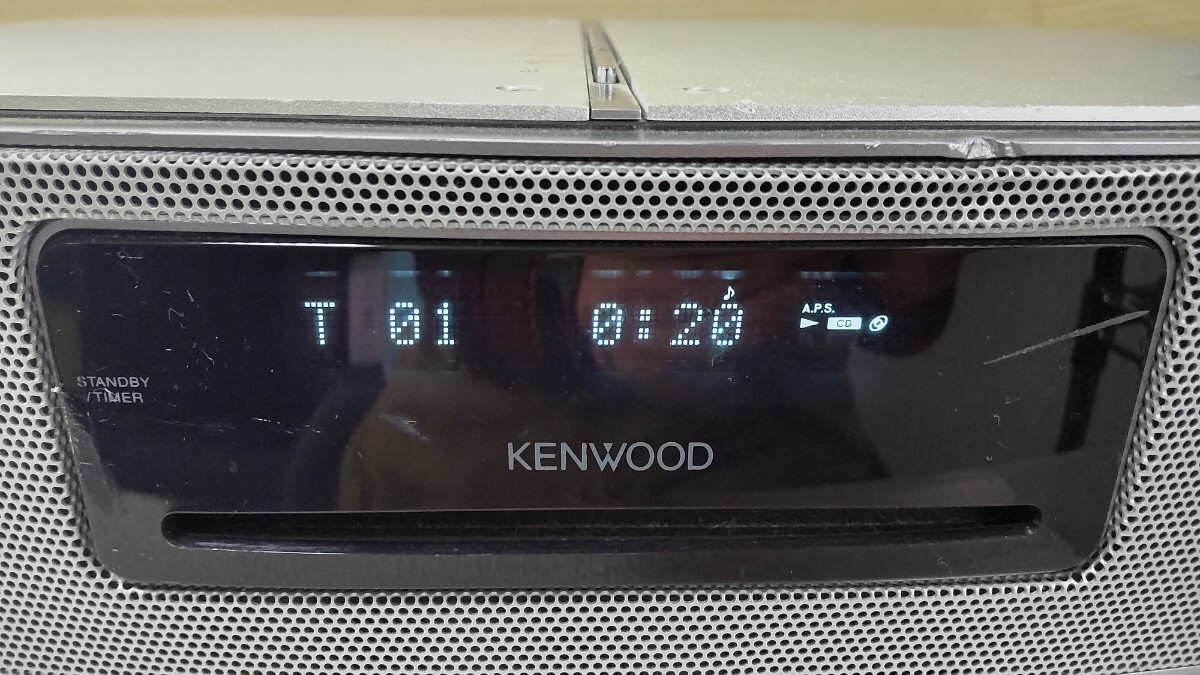 T 01 0:20
A.P.S.
CD
STANDBY
/TIMER
KENWOOD